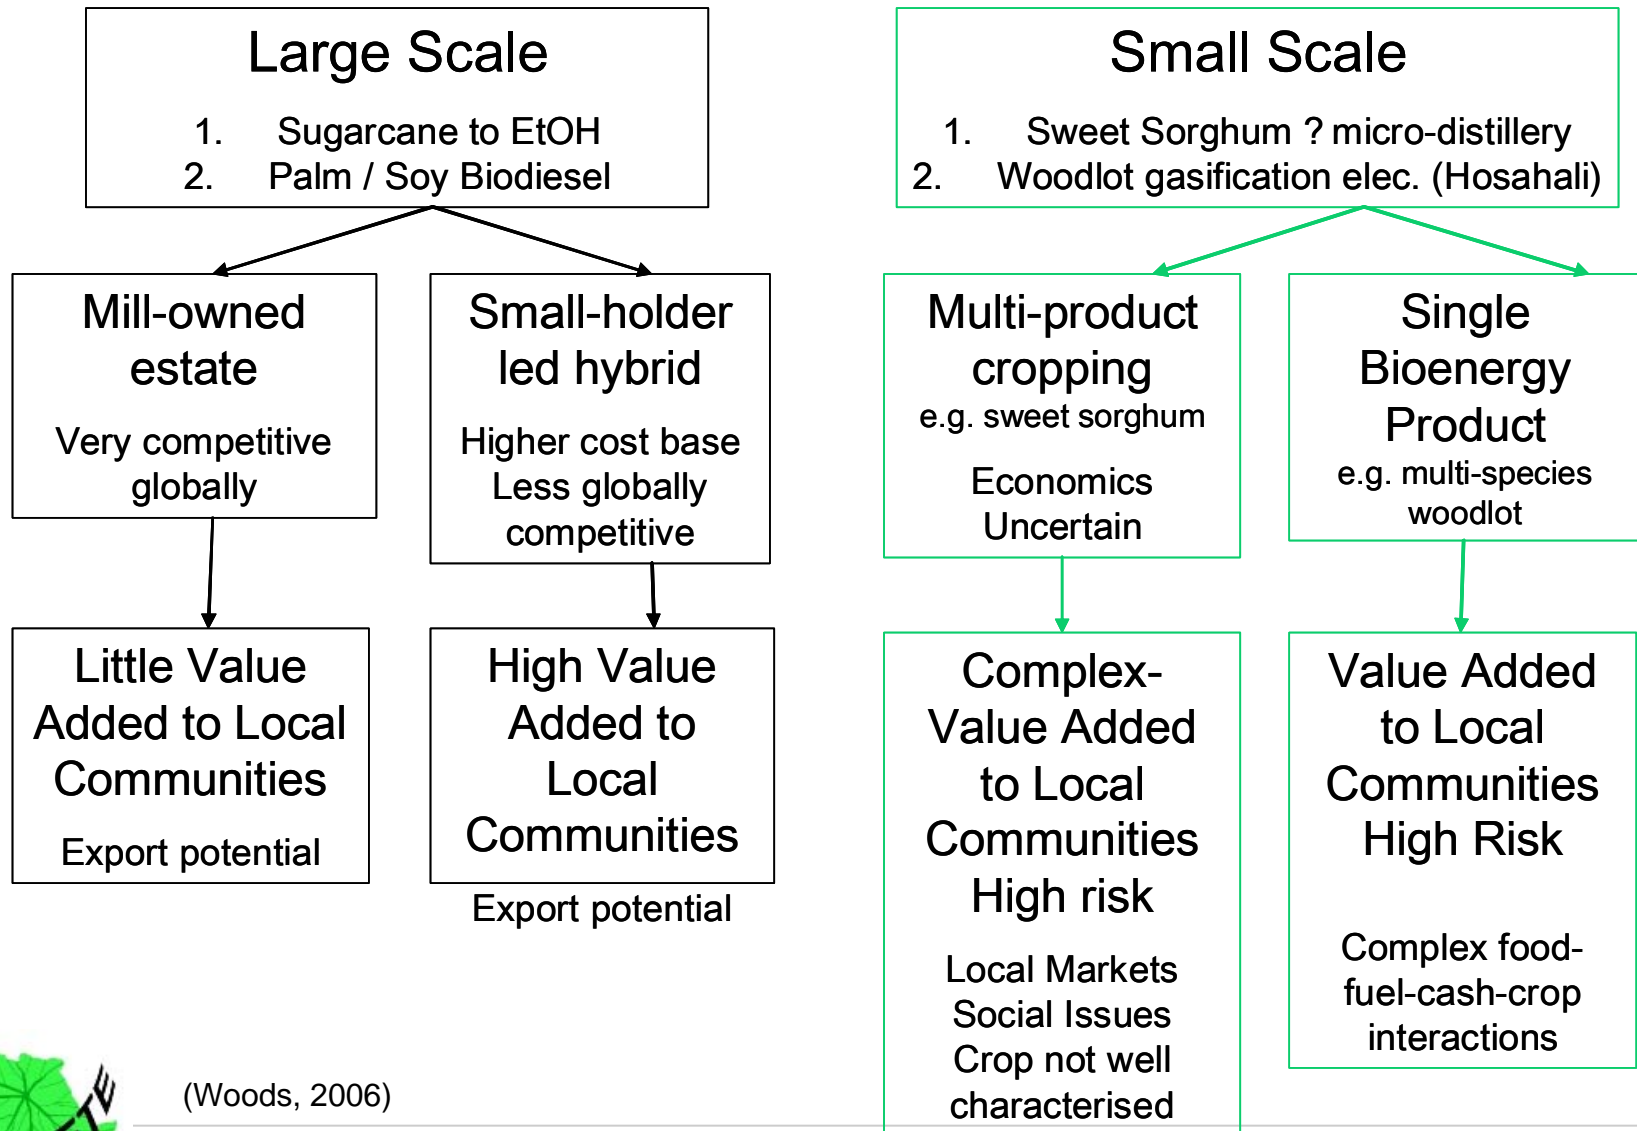 Large Scale
1. Sugarcane to EtOH
2. Palm / Soy Biodiesel
Small Scale
1. Sweet Sorghum ? micro-distillery
2. Woodlot gasification elec. (Hosahali)
Mill-owned
estate
Very competitive
globally
Small-holder
led hybrid
Higher cost base
Less globally
competitive
Multi-product
cropping
e.g. sweet sorghum
Economics
Uncertain
Single
Bioenergy
Product
e.g. multi-species
woodlot
Little Value
Added to Local
Communities
Export potential
High Value
Added to
Local
Communities
Export potential
Complex-
Value Added
to Local
Communities
High risk
Local Markets
Social Issues
Crop not well
characterised
Value Added
to Local
Communities
High Risk
Complex food-
fuel-cash-crop
interactions
(Woods, 2006)